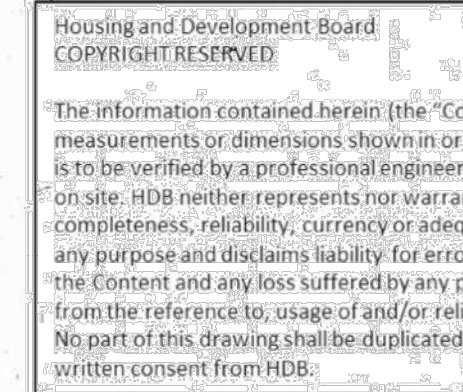 Housing and Development Board
COPYRIGHT RESERVED
The information contained herein (the "Co
measurements or dimensions shown in or
is to be verified by a professional engineer
on site. HDB neither represents nor warra
completeness, reliability, currency or adeq
any purpose and disclaims liability for erro
the Content and any loss suffered by any p
from the reference to, usage of and/or reli
No part of this drawing shall be duplicated
written consent from HDB.